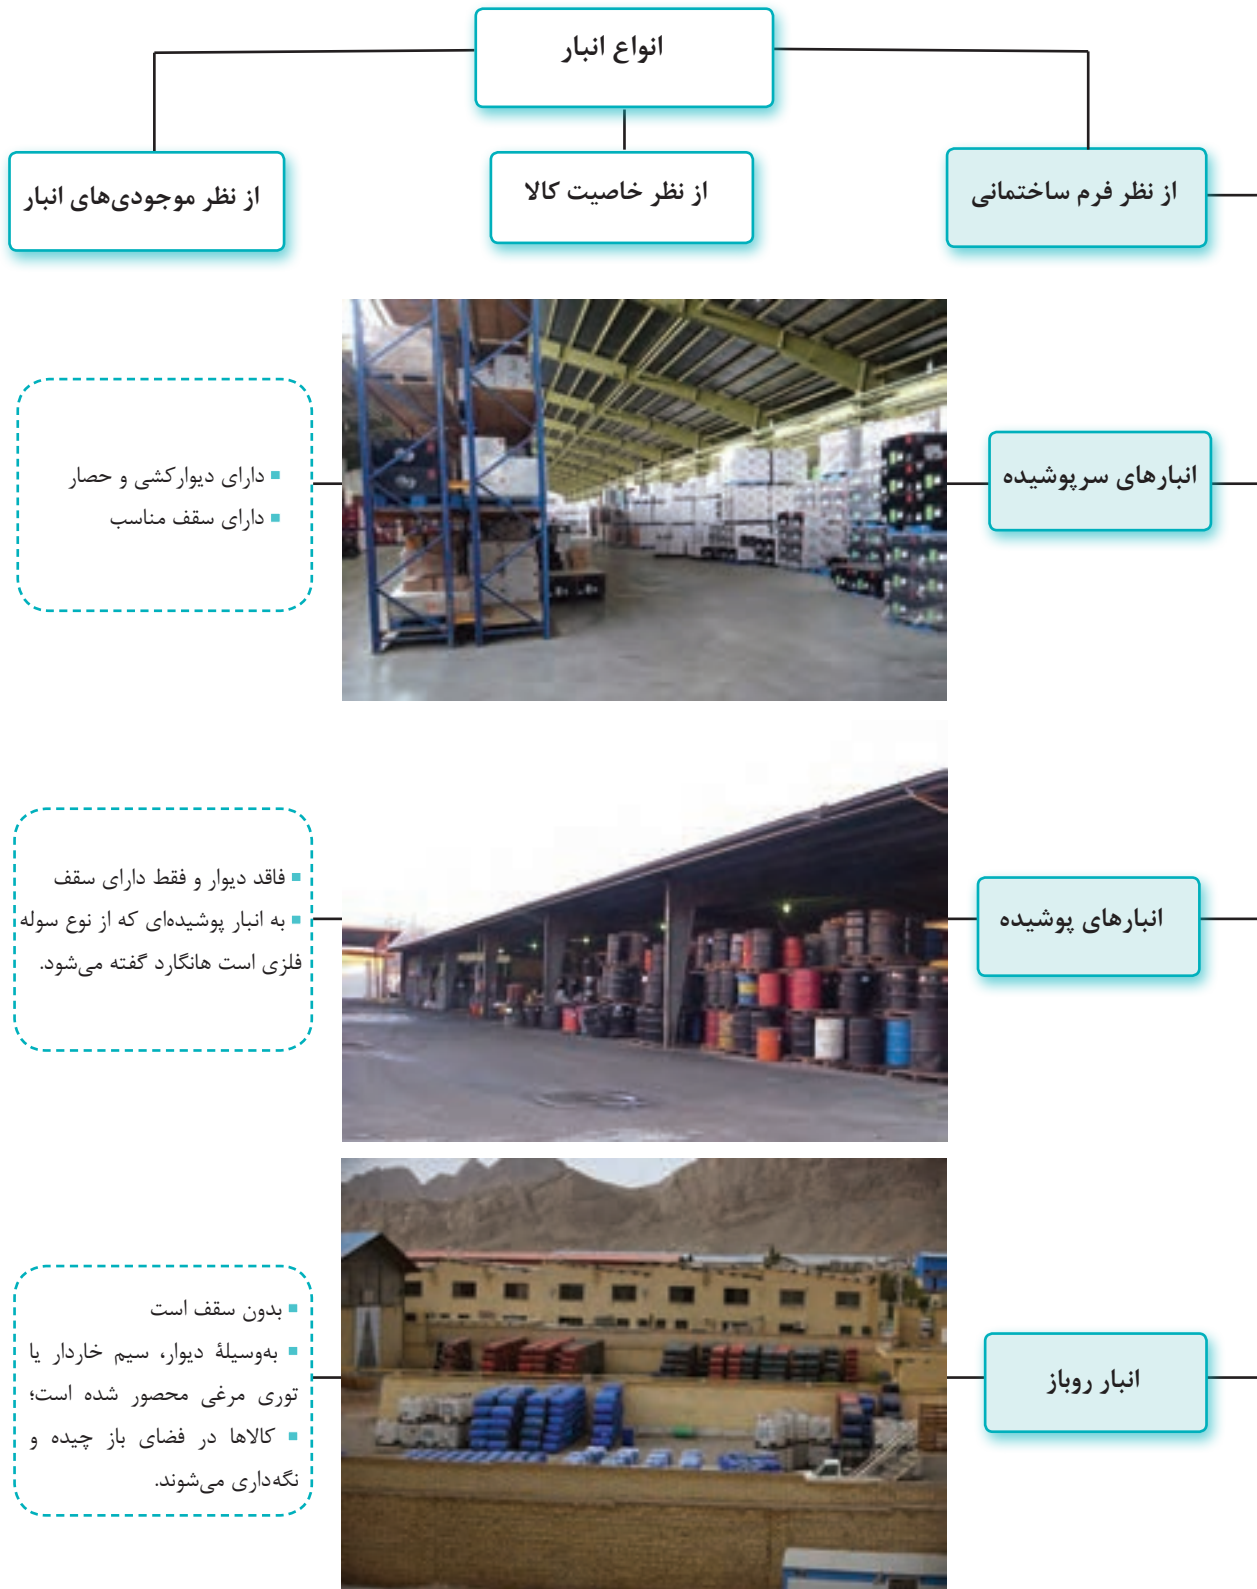 انواع انبار
از نظر فرم ساختمانی
از نظر خاصیت کالا
از نظر موجودی‌های انبار
انبارهای سرپوشیده
▪ دارای دیوارکشی و حصار
▪ دارای سقف مناسب
انبارهای پوشیده
▪ فاقد دیوار و فقط دارای سقف
▪ به انبار پوشیده‌ای که از نوع سوله
فلزی است هانگارد گفته می‌شود.
انبار روباز
▪ بدون سقف است
▪ به‌وسیلهٔ دیوار، سیم خاردار یا
توری مرغی محصور شده است؛
▪ کالاها در فضای باز چیده و
نگه‌داری می‌شوند.